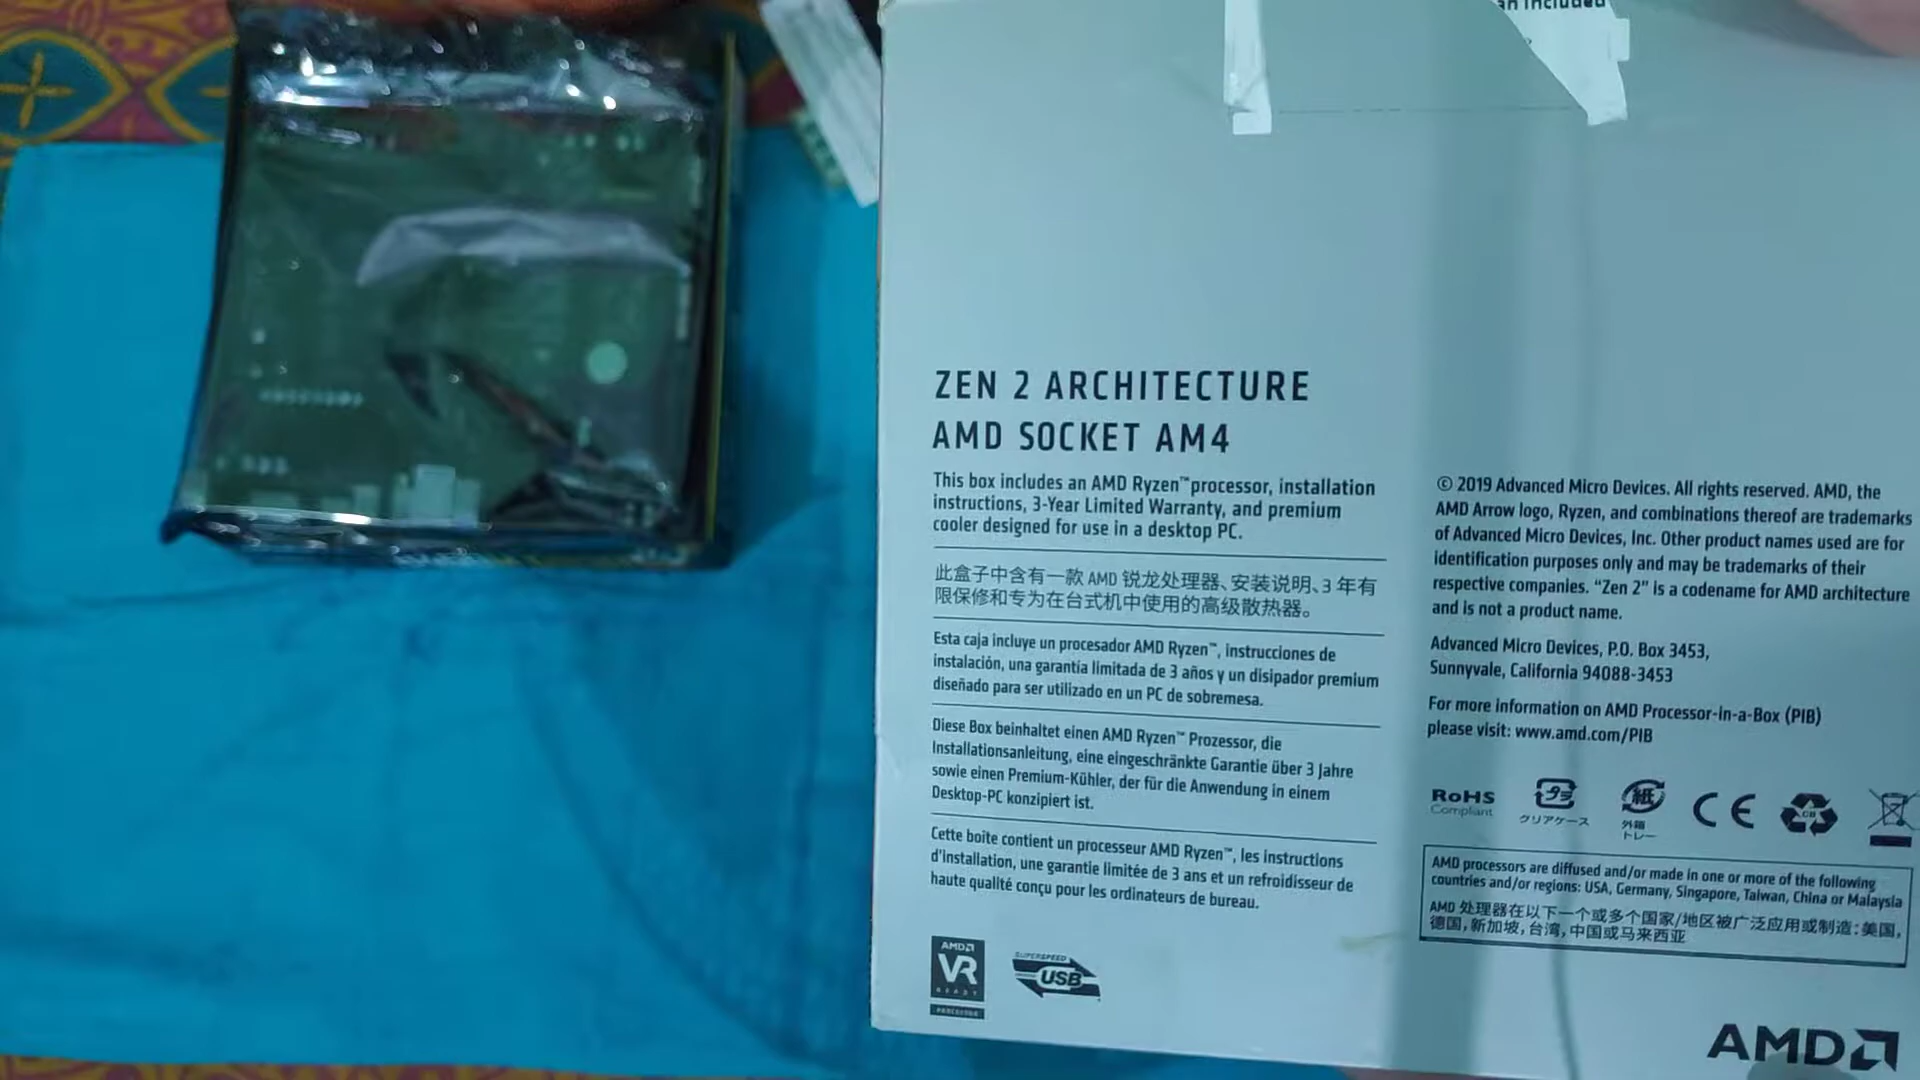 an included
ZEN 2 ARCHITECTURE
AMD SOCKET AM4
This box includes an AMD Ryzen™ processor, installation
instructions, 3-Year Limited Warranty, and premium
cooler designed for use in a desktop PC.
此盒子中含有一款 AMD 锐龙处理器、安装说明、3 年有
限保修和专为在台式机中使用的高级散热器。
Esta caja incluye un procesador AMD Ryzen™, instrucciones de
instalación, una garantía limitada de 3 años y un disipador premium
diseñado para ser utilizado en un PC de sobremesa.
Diese Box beinhaltet einen AMD Ryzen™ Prozessor, die
Installationsanleitung, eine eingeschränkte Garantie über 3 Jahre
sowie einen Premium-Kühler, der für die Anwendung in einem
Desktop-PC konzipiert ist.
Cette boîte contient un processeur AMD Ryzen™, les instructions
d'installation, une garantie limitée de 3 ans et un refroidisseur de
haute qualité conçu pour les ordinateurs de bureau.
AMD
VR
READY
PROCESSOR
SUPERSPEED
USB
© 2019 Advanced Micro Devices. All rights reserved. AMD, the
AMD Arrow logo, Ryzen, and combinations thereof are trademarks
of Advanced Micro Devices, Inc. Other product names used are for
identification purposes only and may be trademarks of their
respective companies. “Zen 2” is a codename for AMD architecture
and is not a product name.
Advanced Micro Devices, P.O. Box 3453,
Sunnyvale, California 94088-3453
For more information on AMD Processor-in-a-Box (PIB)
please visit: www.amd.com/PIB
RoHS
Compliant
プラ
クリアケース
紙
外箱
トレー
CE
AMD processors are diffused and/or made in one or more of the following
countries and/or regions: USA, Germany, Singapore, Taiwan, China or Malaysia
AMD 处理器在以下一个或多个国家/地区被广泛应用或制造：美国，
德国，新加坡，台湾，中国或马来西亚
AMD